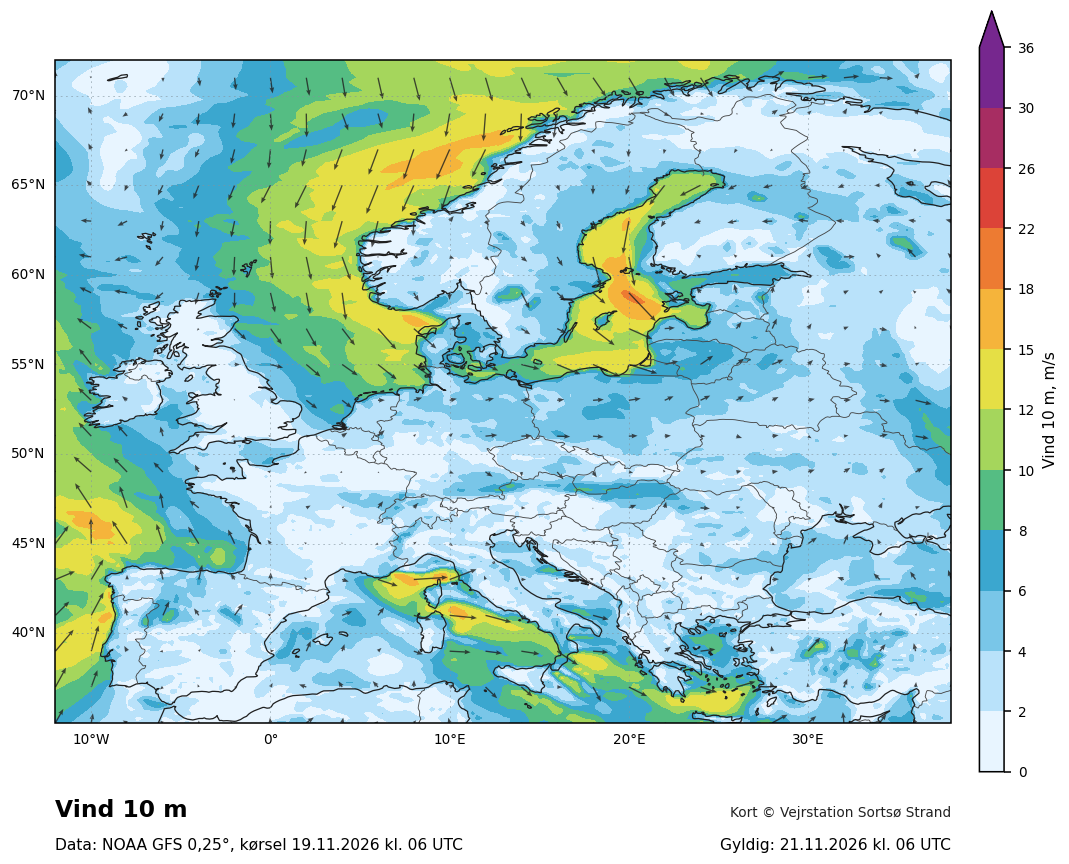 36
30
26
22
18
15
12
10
8
6
4
2
0
Vind 10 m, m/s
70°N
65°N
60°N
55°N
50°N
45°N
40°N
10°W
0°
10°E
20°E
30°E
Vind 10 m
Kort © Vejrstation Sortsø Strand
Data: NOAA GFS 0,25°, kørsel 19.11.2026 kl. 06 UTC
Gyldig: 21.11.2026 kl. 06 UTC